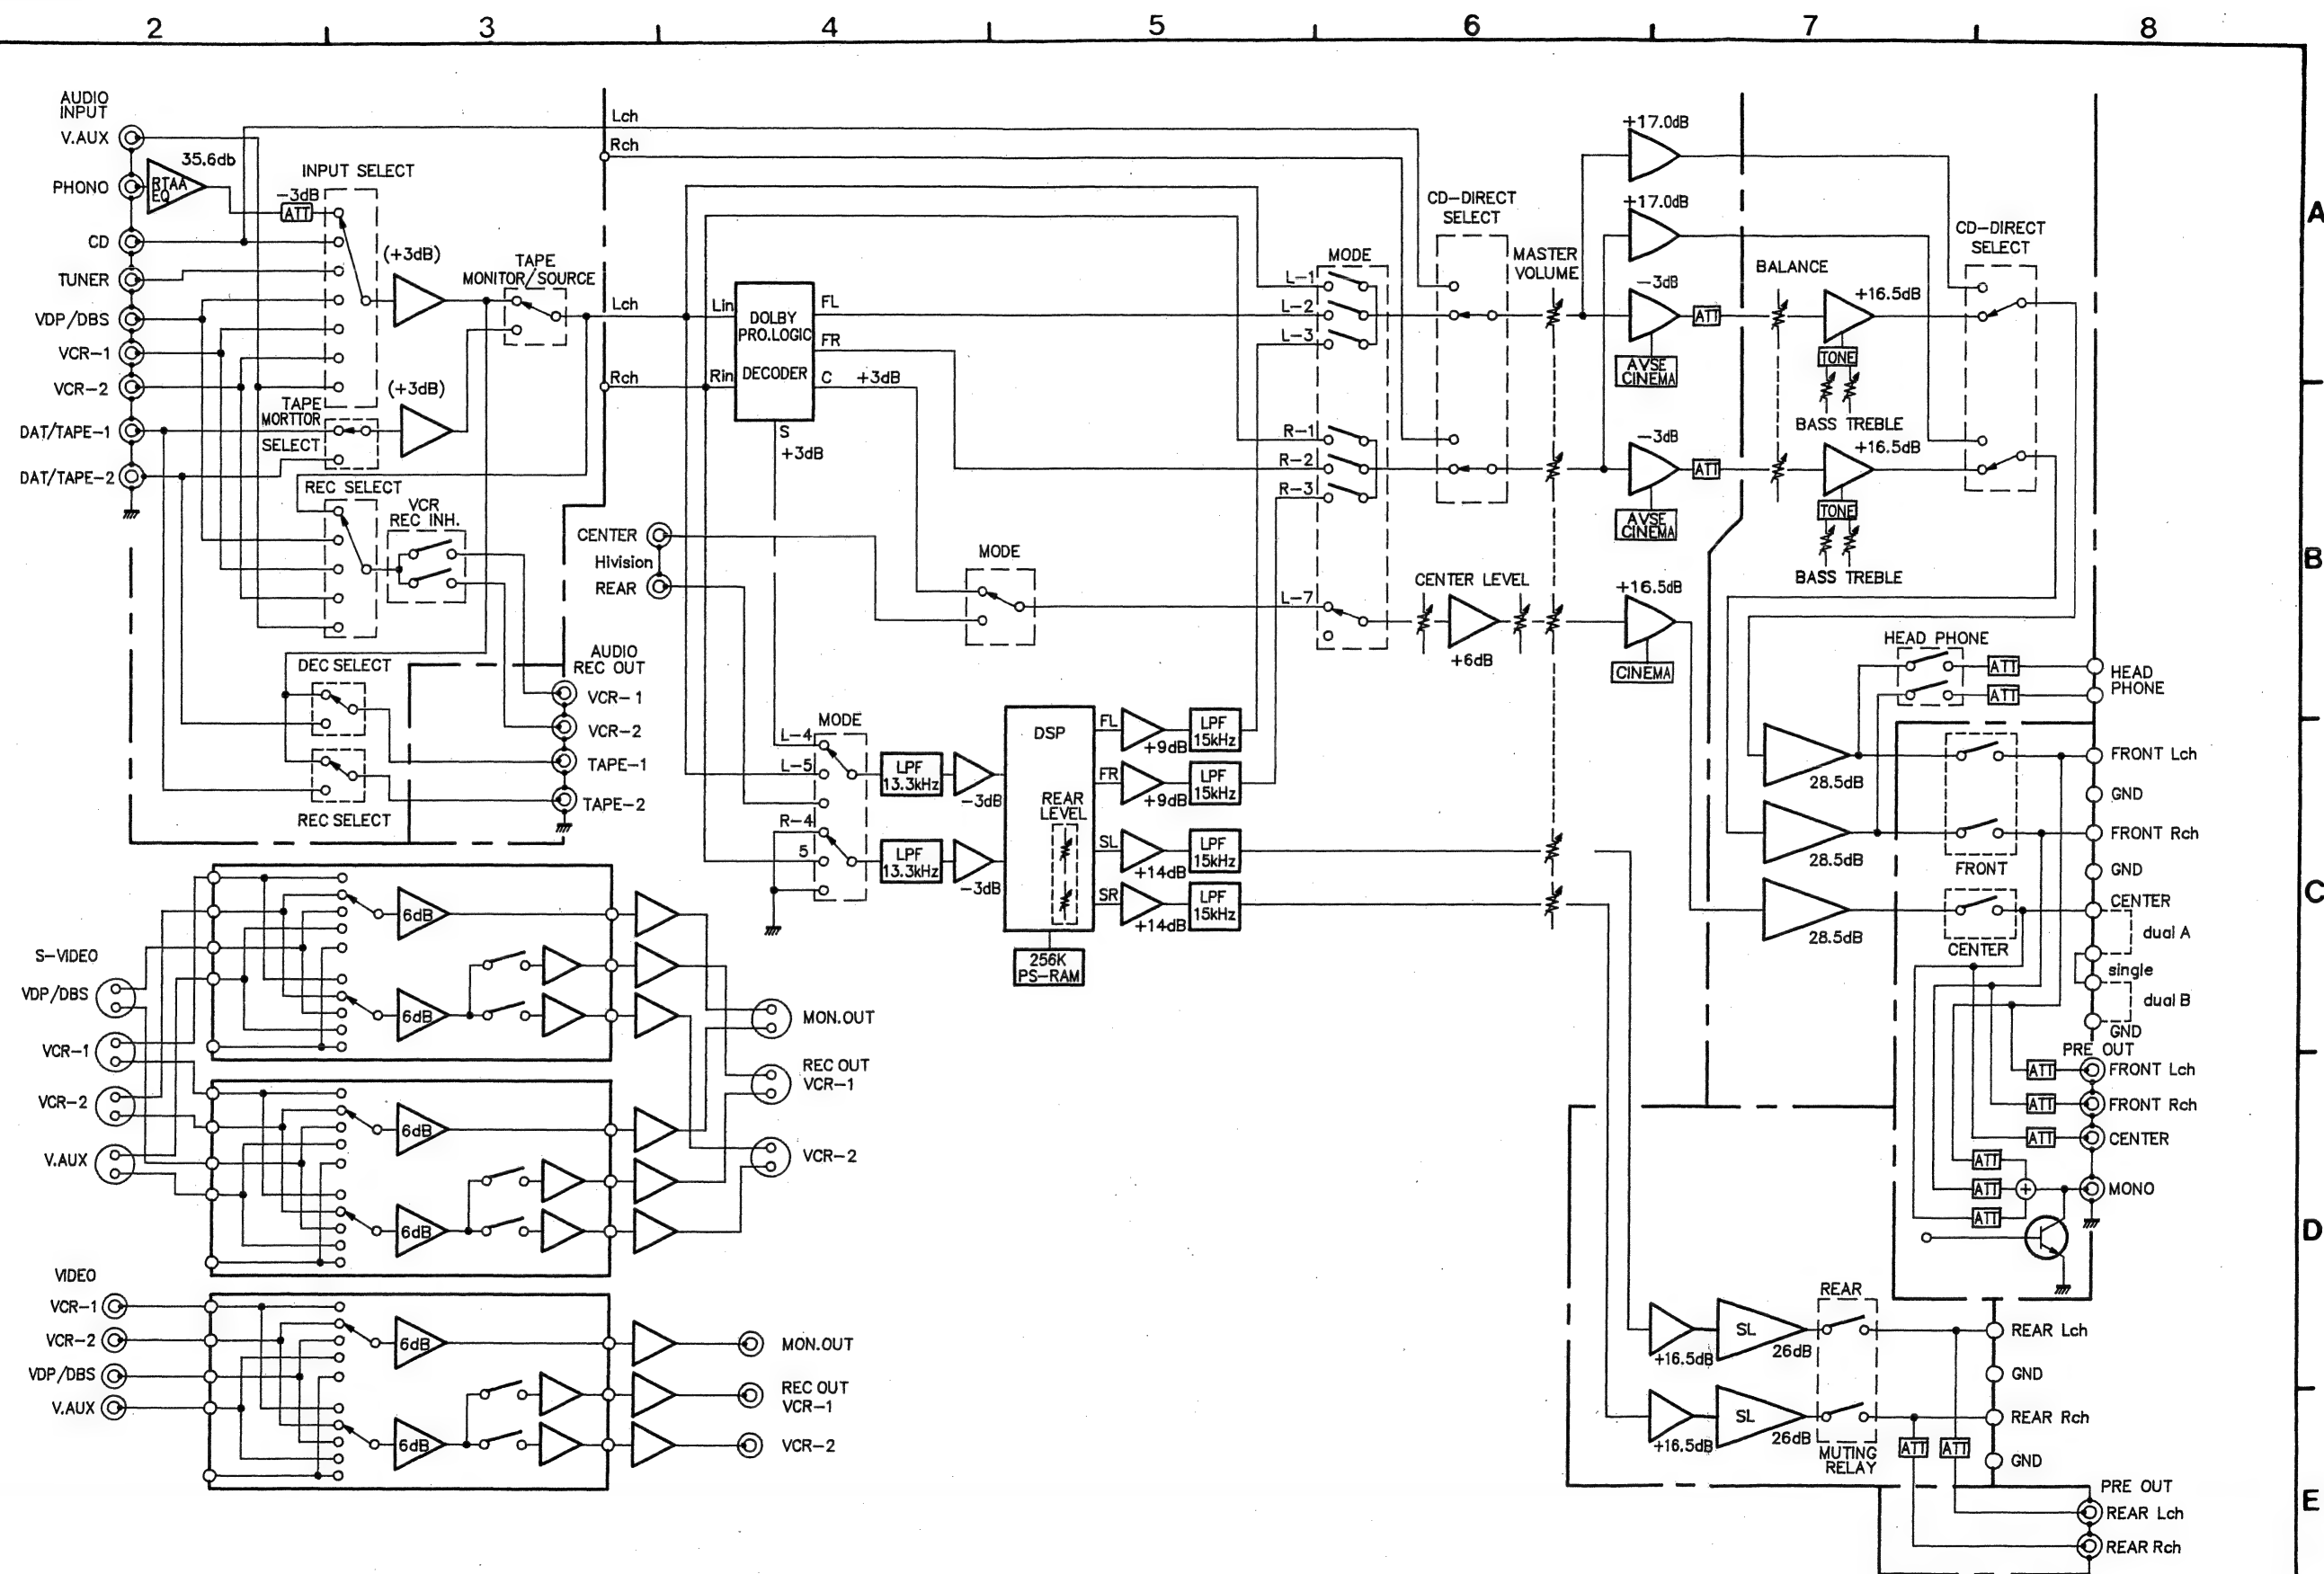 2 3 4 5 6 7 8
A
B
C
D
E
AUDIO
INPUT
V.AUX
PHONO
CD
TUNER
VDP/DBS
VCR-1
VCR-2
DAT/TAPE-1
DAT/TAPE-2
35.6db
RTAA
EQ
-3dB
ATT
INPUT SELECT
(+3dB)
(+3dB)
TAPE
MONITOR/SOURCE
TAPE
MORTTOR
SELECT
REC SELECT
VCR
REC INH.
DEC SELECT
REC SELECT
AUDIO
REC OUT
VCR-1
VCR-2
TAPE-1
TAPE-2
Lch
Rch
Lch
Rch
Lin
Rin
DOLBY
PRO.LOGIC
DECODER
FL
FR
C +3dB
S
+3dB
CENTER
Hivision
REAR
MODE
MODE
L-4
L-5
R-4
5
LPF
13.3kHz
-3dB
LPF
13.3kHz
-3dB
DSP
REAR
LEVEL
256K
PS-RAM
FL
FR
SL
SR
+9dB
+9dB
+14dB
+14dB
LPF
15kHz
LPF
15kHz
LPF
15kHz
LPF
15kHz
MODE
L-1
L-2
L-3
R-1
R-2
R-3
L-7
CD-DIRECT
SELECT
MASTER
VOLUME
CENTER LEVEL
+6dB
+17.0dB
+17.0dB
-3dB
ATT
AVSE
CINEMA
-3dB
ATT
AVSE
CINEMA
+16.5dB
CINEMA
BALANCE
+16.5dB
TONE
BASS TREBLE
+16.5dB
TONE
BASS TREBLE
CD-DIRECT
SELECT
HEAD PHONE
ATT
ATT
HEAD
PHONE
28.5dB
28.5dB
28.5dB
FRONT
CENTER
FRONT Lch
GND
FRONT Rch
GND
CENTER
dual A
single
dual B
GND
PRE OUT
ATT
FRONT Lch
ATT
FRONT Rch
ATT
CENTER
ATT
ATT
ATT
MONO
S-VIDEO
VDP/DBS
VCR-1
VCR-2
V.AUX
6dB
6dB
6dB
6dB
MON.OUT
REC OUT
VCR-1
VCR-2
VIDEO
VCR-1
VCR-2
VDP/DBS
V.AUX
6dB
6dB
MON.OUT
REC OUT
VCR-1
VCR-2
+16.5dB
SL
26dB
+16.5dB
SL
26dB
REAR
MUTING
RELAY
ATT
ATT
REAR Lch
GND
REAR Rch
GND
PRE OUT
REAR Lch
REAR Rch